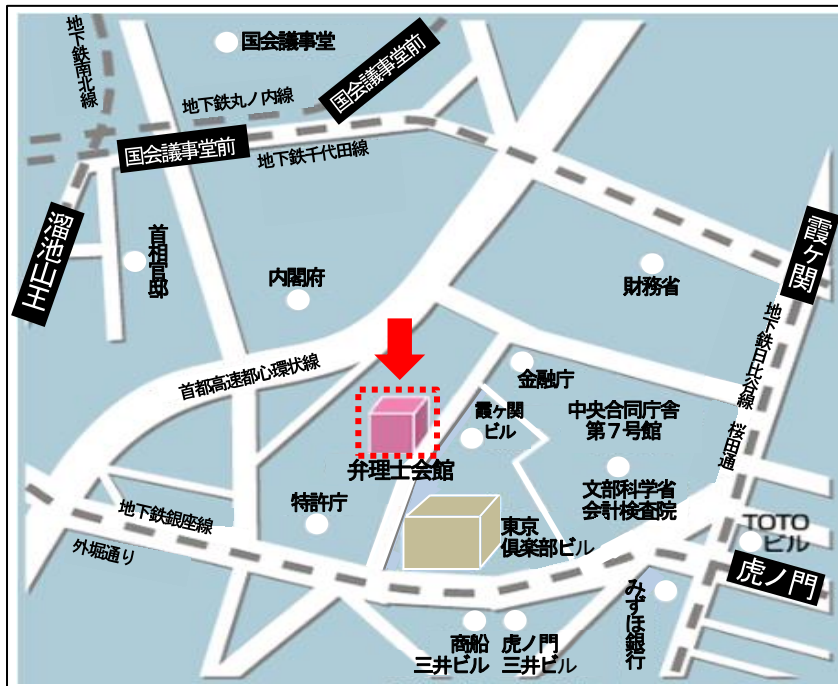 地下鉄南北線
国会議事堂
国会議事堂前
地下鉄丸ノ内線
国会議事堂前
地下鉄千代田線
溜池山王
首相官邸
内閣府
財務省
霞ヶ関
地下鉄日比谷線
桜田通
首都高速都心環状線
金融庁
霞ヶ関
ビル
中央合同庁舎
第7号館
弁理士会館
文部科学省
会計検査院
特許庁
地下鉄銀座線
外堀通り
東京
倶楽部ビル
TOTO
ビル
虎ノ門
みずほ銀行
商船
三井ビル
虎ノ門
三井ビル